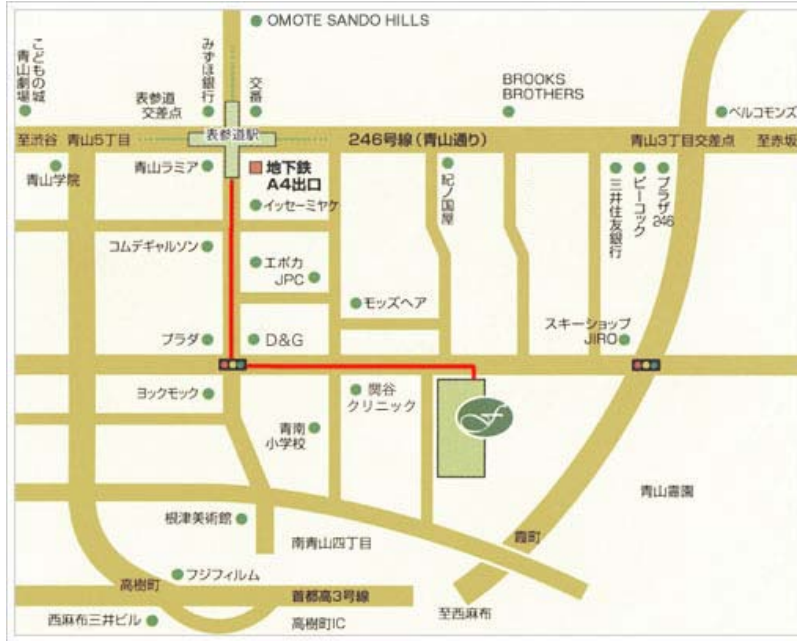 OMOTE SANDO HILLS
こどもの城
青山劇場
みずほ銀行
表参道
交差点
交番
BROOKS
BROTHERS
ベルコモンズ
至渋谷
青山5丁目
表参道駅
246号線(青山通り)
青山3丁目交差点
至赤坂
青山学院
青山ラミア
地下鉄
A4出口
イッセーミヤケ
紀ノ国屋
三井住友銀行
ピーコック
プラザ246
コムデギャルソン
エポカ
JPC
モッズヘア
プラダ
D&G
スキーショップ
JIRO
ヨックモック
関谷
クリニック
青南
小学校
青山霊園
根津美術館
南青山四丁目
霞町
フジフィルム
高樹町
首都高3号線
至西麻布
西麻布三井ビル
高樹町IC